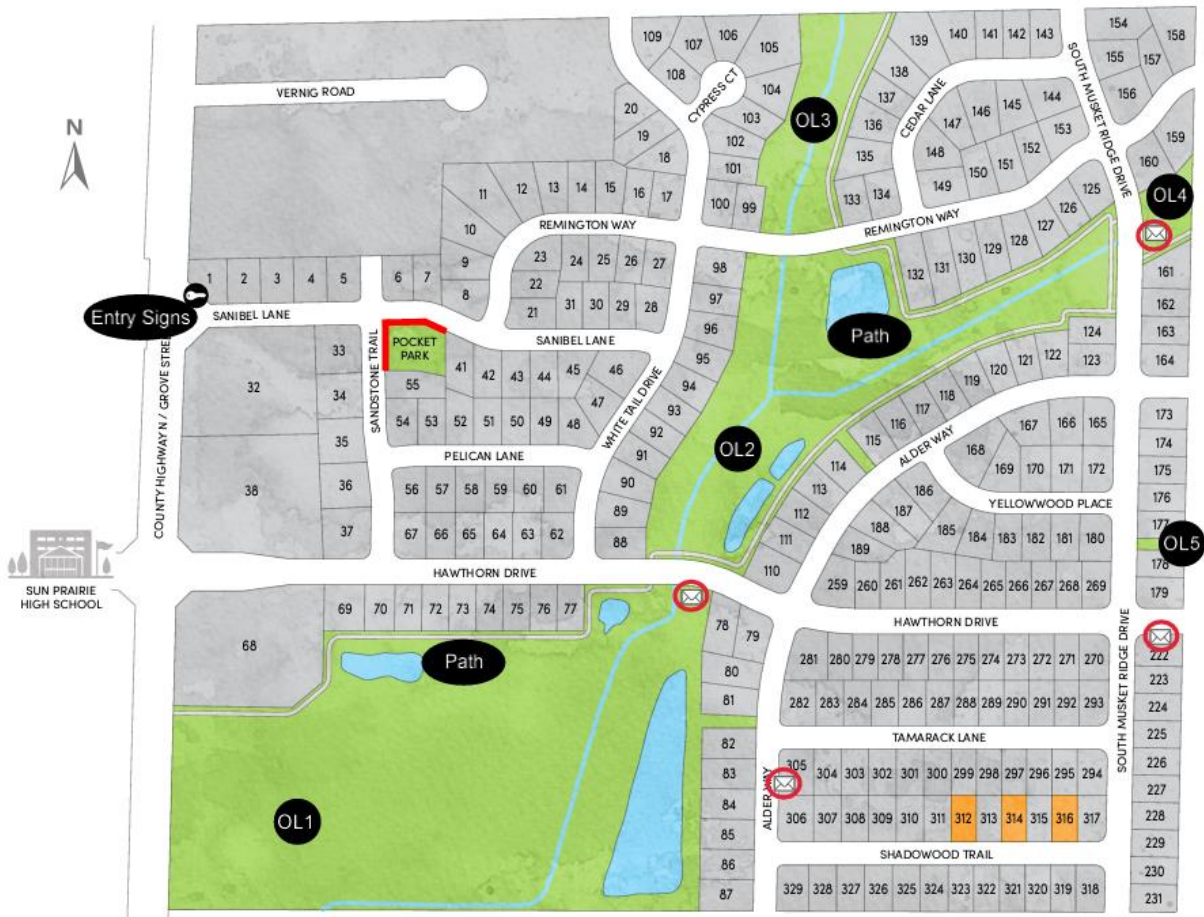 N
VERNIG ROAD
109 107 106 105
108 104
CYPRESS CT
103
102
101
100 99
20
19
18
139 140 141 142 143
138
137
136
135
133 134
CEDAR LANE
147 146 145 144
148
149 150 151 152 153
SOUTH MUSKET RIDGE DRIVE
154 158
155 157
156
159
160
OL3
OL4
11 12 13 14 15 16 17
10
9
8
REMINGTON WAY
REMINGTON WAY
125
126
127
128
129
130
131
132
23 24 25 26 27
22
21 31 30 29 28
98
97
96
95
94
93
92
91
90
89
88
161
162
163
164
1 2 3 4 5
6 7
Entry Signs
SANIBEL LANE
SANIBEL LANE
POCKET
PARK
COUNTY HIGHWAY N / GROVE STREET
SANDSTONE TRAIL
WHITE TAIL DRIVE
32
33
34
35
36
37
38
41 42 43 44 45 46
47
55
54 53 52 51 50 49 48
PELICAN LANE
56 57 58 59 60 61
67 66 65 64 63 62
Path
OL2
124
123
122
121
120
119
118
117
116
115
114
113
112
111
110
ALDER WAY
167 166 165
168
169 170 171 172
YELLOWWOOD PLACE
173
174
175
176
177
178
179
OL5
186
187
188
189
185 184 183 182 181 180
259 260 261 262 263 264 265 266 267 268 269
SUN PRAIRIE
HIGH SCHOOL
HAWTHORN DRIVE
HAWTHORN DRIVE
68
69 70 71 72 73 74 75 76 77
Path
78 79
80
81
82
83
84
85
86
87
OL1
281 280 279 278 277 276 275 274 273 272 271 270
282 283 284 285 286 287 288 289 290 291 292 293
TAMARACK LANE
ALDER WAY
305 304 303 302 301 300 299 298 297 296 295 294
306 307 308 309 310 311 312 313 314 315 316 317
SHADOWOOD TRAIL
329 328 327 326 325 324 323 322 321 320 319 318
SOUTH MUSKET RIDGE DRIVE
222
223
224
225
226
227
228
229
230
231